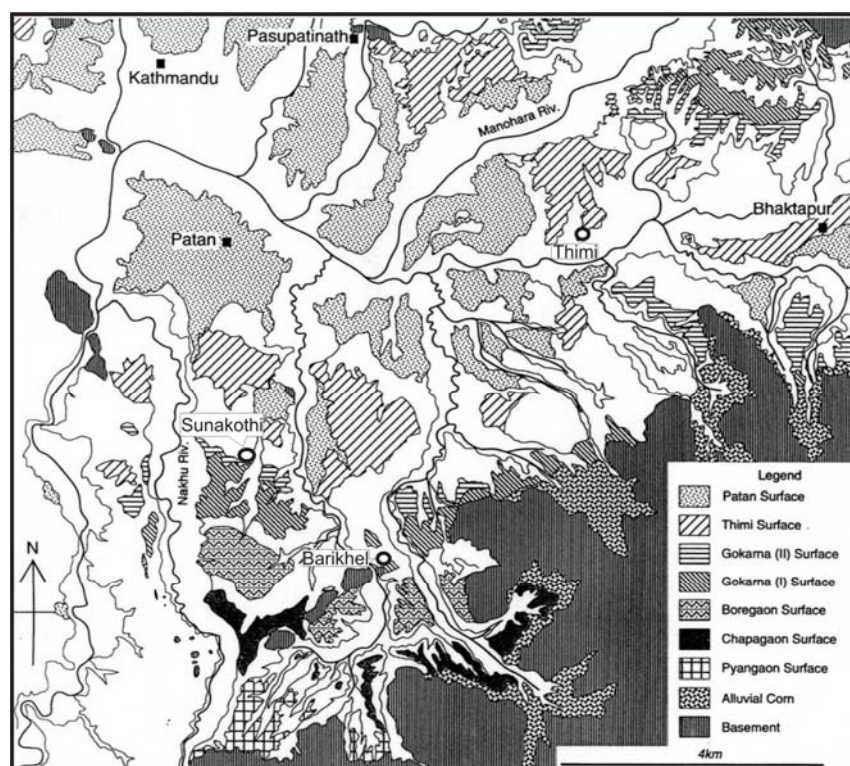 Pasupatinath
Kathmandu
Manohara Riv.
Bhaktapur
Patan
Thimi
Sunakothi
Nakhu Riv.
Barikhel
N
Legend
Patan Surface
Thimi Surface
Gokarna (II) Surface
Gokarna (I) Surface
Boregaon Surface
Chapagaon Surface
Pyangaon Surface
Alluvial Corn
Basement
4km